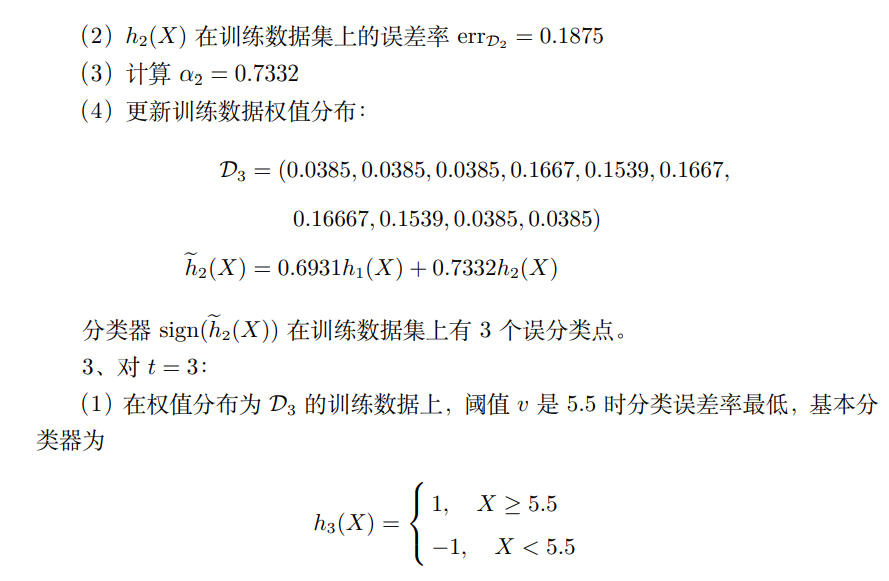 （2）h₂(X) 在训练数据集上的误差率 err_{𝒟₂} = 0.1875
（3）计算 α₂ = 0.7332
（4）更新训练数据权值分布：
𝒟₃ = (0.0385, 0.0385, 0.0385, 0.1667, 0.1539, 0.1667,
0.16667, 0.1539, 0.0385, 0.0385)
h̃₂(X) = 0.6931h₁(X) + 0.7332h₂(X)
分类器 sign(h̃₂(X)) 在训练数据集上有 3 个误分类点。
3、对 t = 3：
（1）在权值分布为 𝒟₃ 的训练数据上，阈值 v 是 5.5 时分类误差率最低，基本分
类器为
h₃(X) = { 1, X ≥ 5.5
−1, X < 5.5